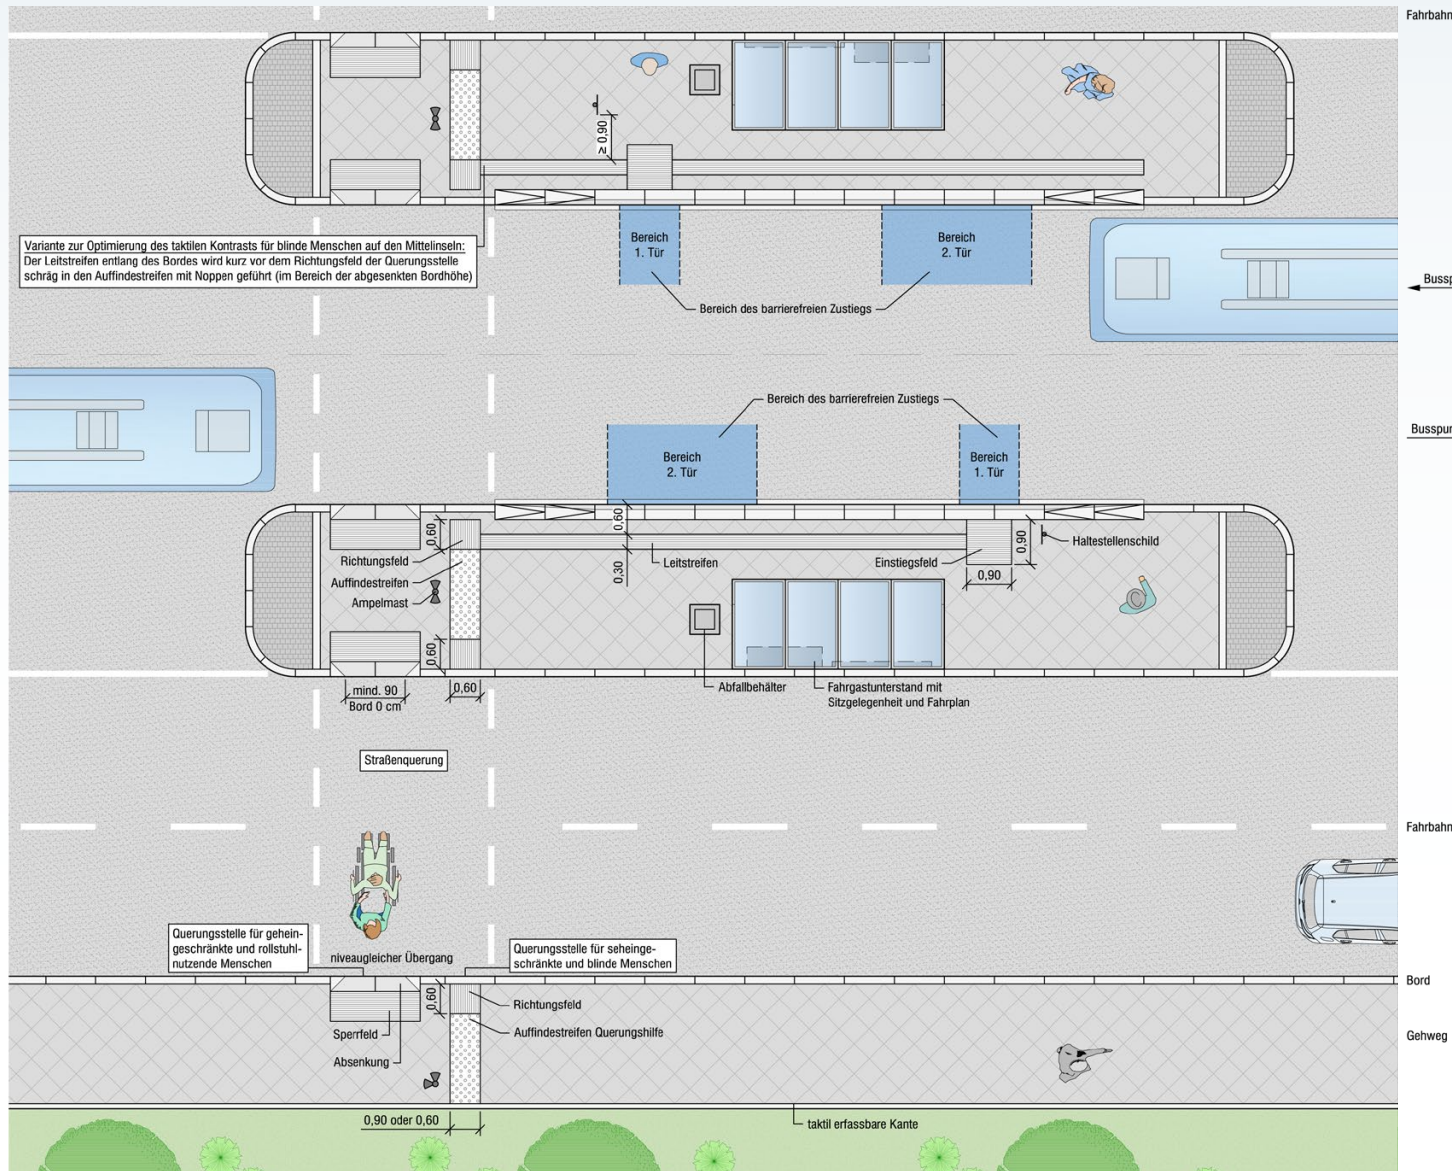 Fahrbahn
≥ 0,90
Variante zur Optimierung des taktilen Kontrasts für blinde Menschen auf den Mittelinseln:
Der Leitstreifen entlang des Bordes wird kurz vor dem Richtungsfeld der Querungsstelle
schräg in den Auffindestreifen mit Noppen geführt (im Bereich der abgesenkten Bordhöhe)
Bereich
1. Tür
Bereich
2. Tür
Bereich des barrierefreien Zustiegs
Bussp
Bereich des barrierefreien Zustiegs
Busspur
Bereich
2. Tür
Bereich
1. Tür
0,60
0,60
0,90
Haltestellenschild
Richtungsfeld
Leitstreifen
Einstiegsfeld
0,30
0,90
Auffindestreifen
Ampelmast
0,60
mind. 90
Bord 0 cm
0,60
Abfallbehälter
Fahrgastunterstand mit
Sitzgelegenheit und Fahrplan
Straßenquerung
Fahrbahn
Querungsstelle für gehein-
geschränkte und rollstuhl-
nutzende Menschen
niveaugleicher Übergang
Querungsstelle für seheinge-
schränkte und blinde Menschen
Bord
0,60
Richtungsfeld
Sperrfeld
Auffindestreifen Querungshilfe
Gehweg
Absenkung
0,90 oder 0,60
taktil erfassbare Kante